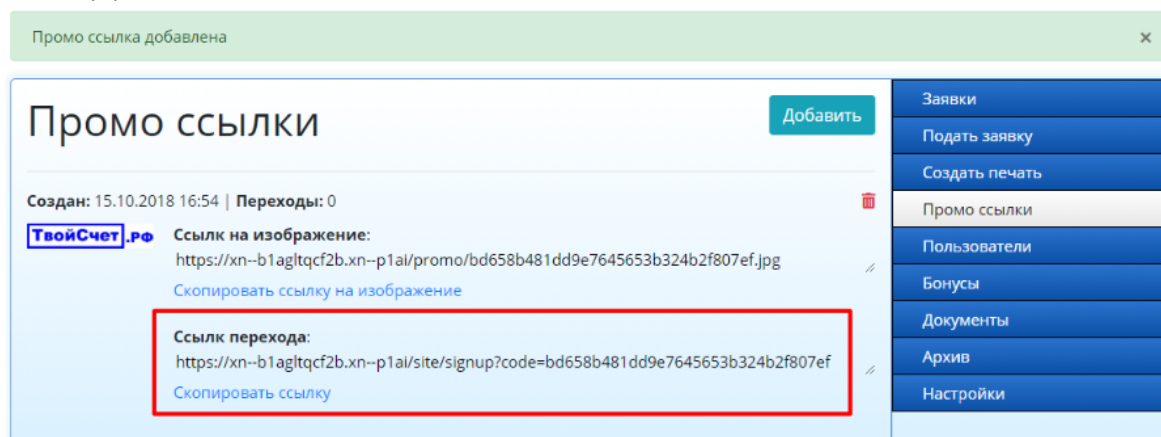 Промо ссылка добавлена ×
Промо ссылки
Добавить
Создан: 15.10.2018 16:54 | Переходы: 0
ТвойСчет.рф
Ссылк на изображение:
https://xn--b1agltqcf2b.xn--p1ai/promo/bd658b481dd9e7645653b324b2f807ef.jpg
Скопировать ссылку на изображение
Ссылк перехода:
https://xn--b1agltqcf2b.xn--p1ai/site/signup?code=bd658b481dd9e7645653b324b2f807ef
Скопировать ссылку
Заявки
Подать заявку
Создать печать
Промо ссылки
Пользователи
Бонусы
Документы
Архив
Настройки